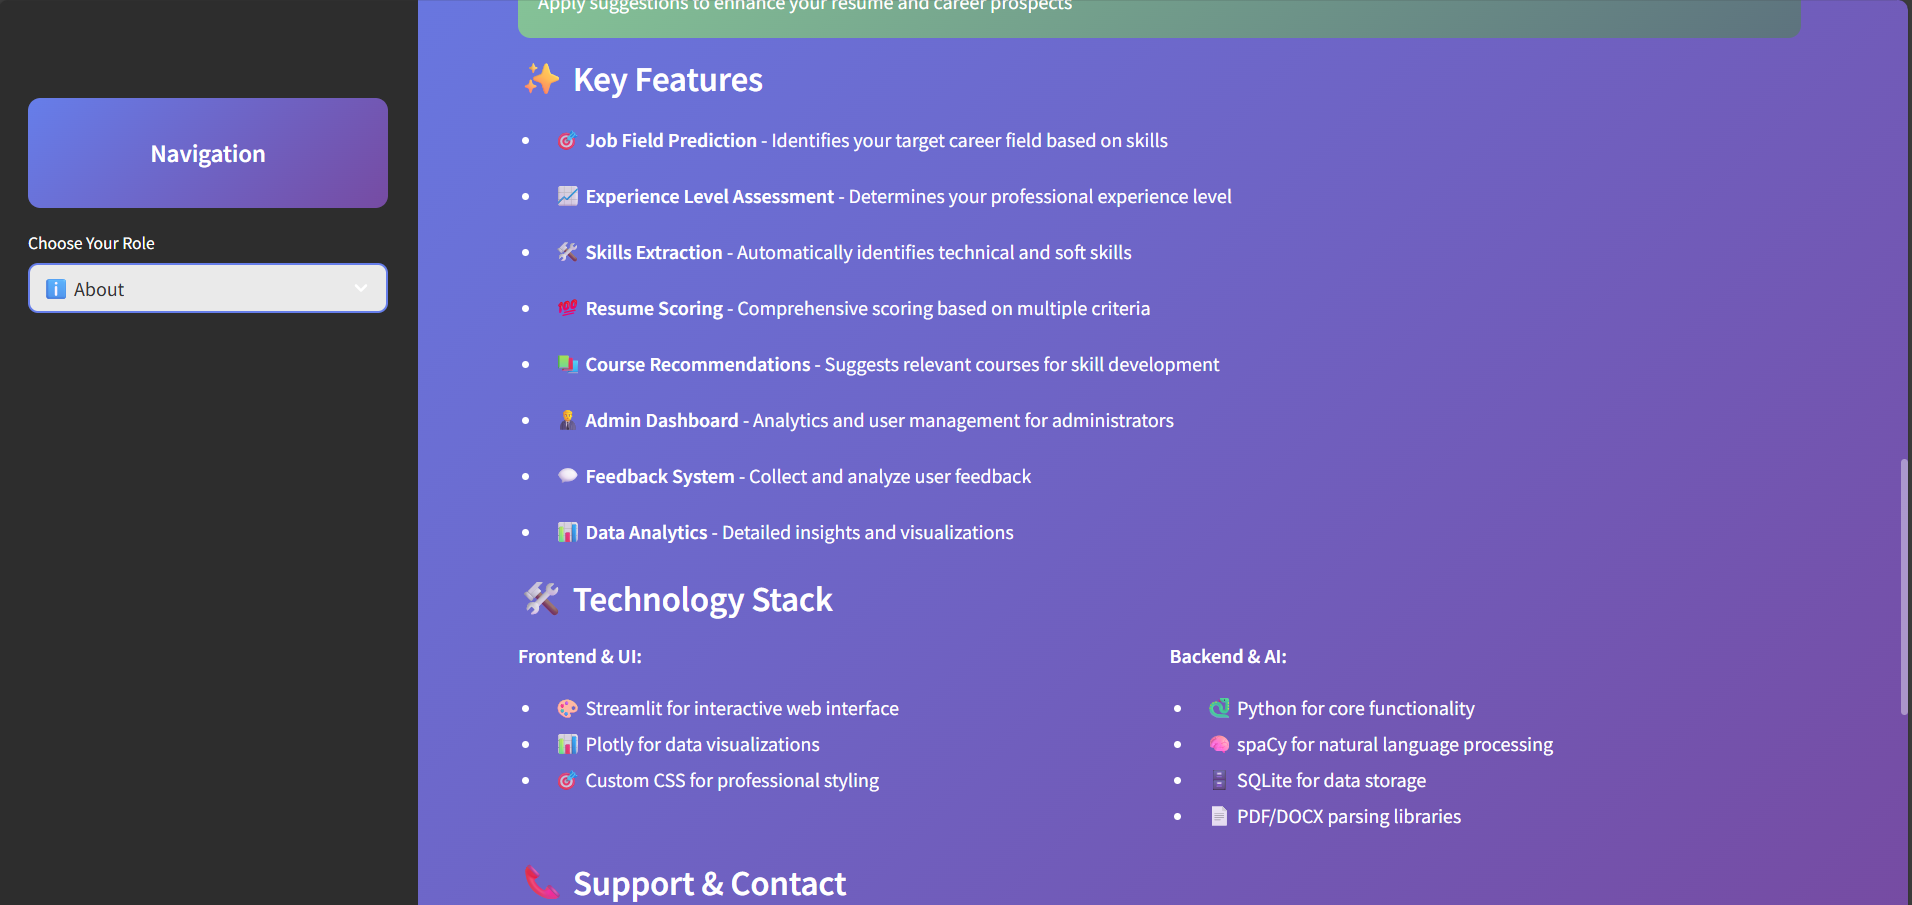 Navigation
Choose Your Role
ℹ️ About
Apply suggestions to enhance your resume and career prospects
✨ Key Features
• 🎯 Job Field Prediction - Identifies your target career field based on skills
• 📈 Experience Level Assessment - Determines your professional experience level
• 🛠️ Skills Extraction - Automatically identifies technical and soft skills
• 💯 Resume Scoring - Comprehensive scoring based on multiple criteria
• 📚 Course Recommendations - Suggests relevant courses for skill development
• 👨‍💼 Admin Dashboard - Analytics and user management for administrators
• 💬 Feedback System - Collect and analyze user feedback
• 📊 Data Analytics - Detailed insights and visualizations
🛠️ Technology Stack
Frontend & UI:
• 🎨 Streamlit for interactive web interface
• 📊 Plotly for data visualizations
• 🎯 Custom CSS for professional styling
Backend & AI:
• 🐍 Python for core functionality
• 🧠 spaCy for natural language processing
• 🗄️ SQLite for data storage
• 📄 PDF/DOCX parsing libraries
📞 Support & Contact